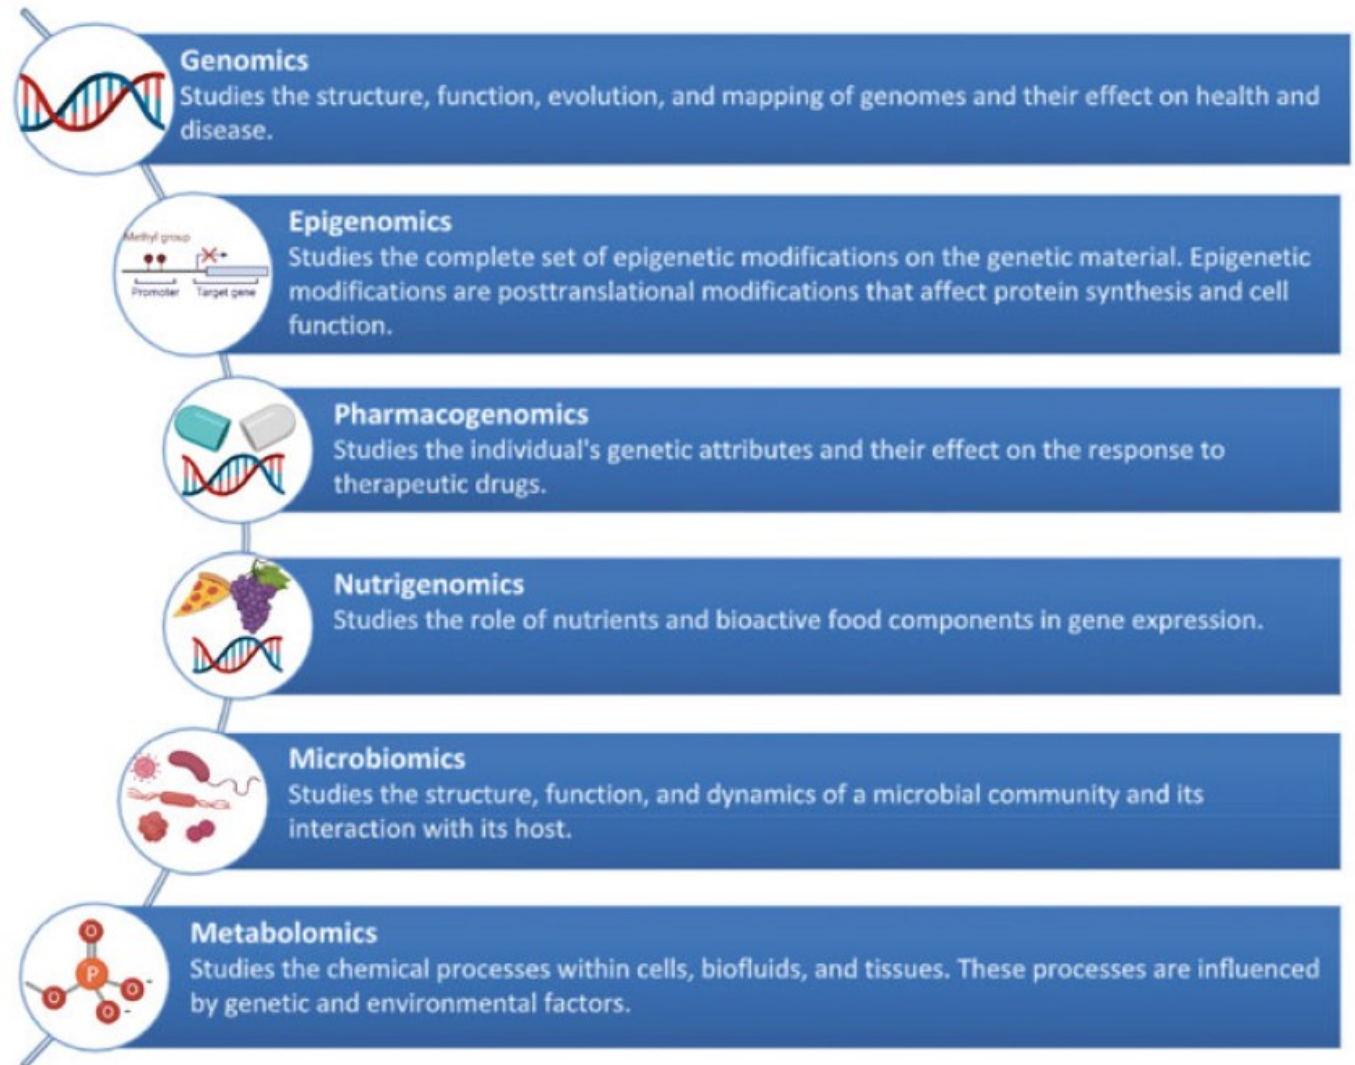 Genomics
Studies the structure, function, evolution, and mapping of genomes and their effect on health and
disease.
Epigenomics
Studies the complete set of epigenetic modifications on the genetic material. Epigenetic
modifications are posttranslational modifications that affect protein synthesis and cell
function.
Methyl group
Promoter Target gene
Pharmacogenomics
Studies the individual's genetic attributes and their effect on the response to
therapeutic drugs.
Nutrigenomics
Studies the role of nutrients and bioactive food components in gene expression.
Microbiomics
Studies the structure, function, and dynamics of a microbial community and its
interaction with its host.
Metabolomics
Studies the chemical processes within cells, biofluids, and tissues. These processes are influenced
by genetic and environmental factors.
O
P
O
O-
O-